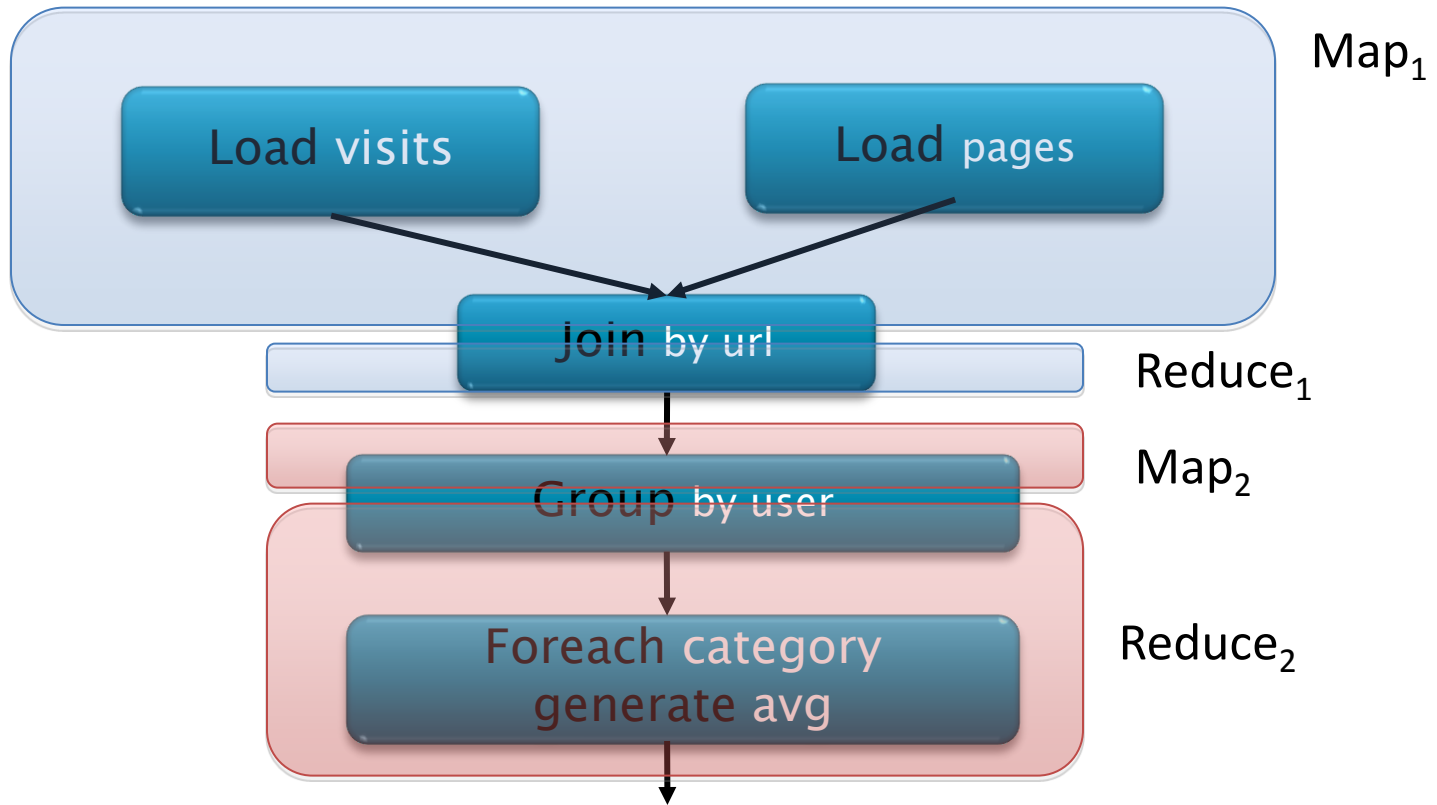 Map₁
Load visits
Load pages
Join by url
Reduce₁
Map₂
Group by user
Foreach category
generate avg
Reduce₂